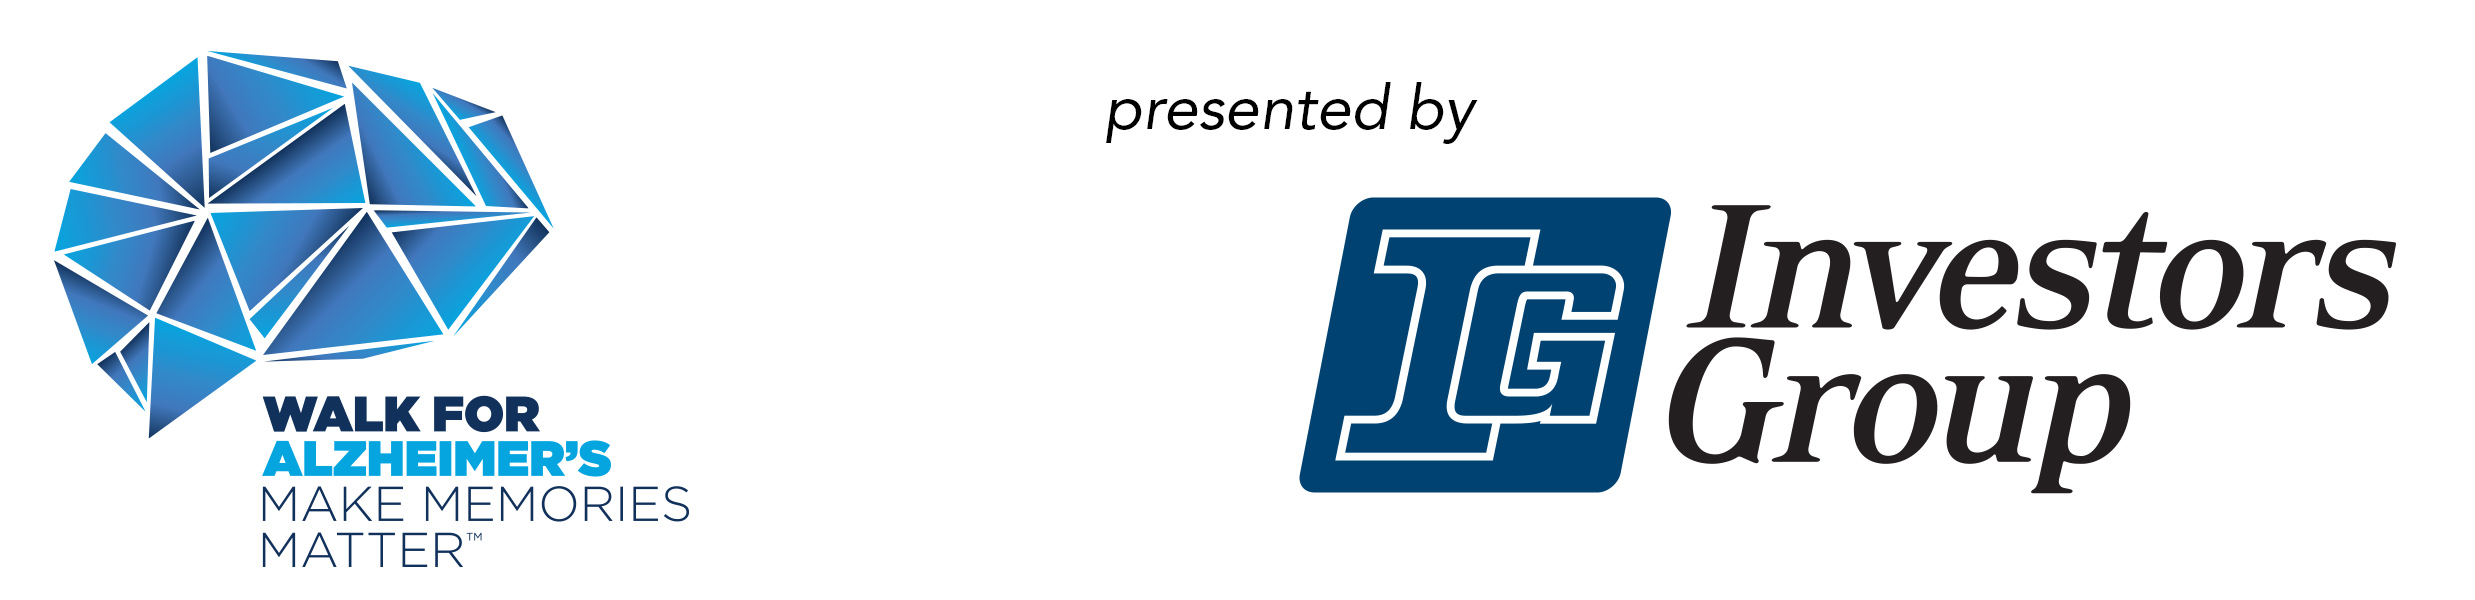 WALK FOR
ALZHEIMER'S
MAKE MEMORIES
MATTER™
presented by
IG
Investors
Group